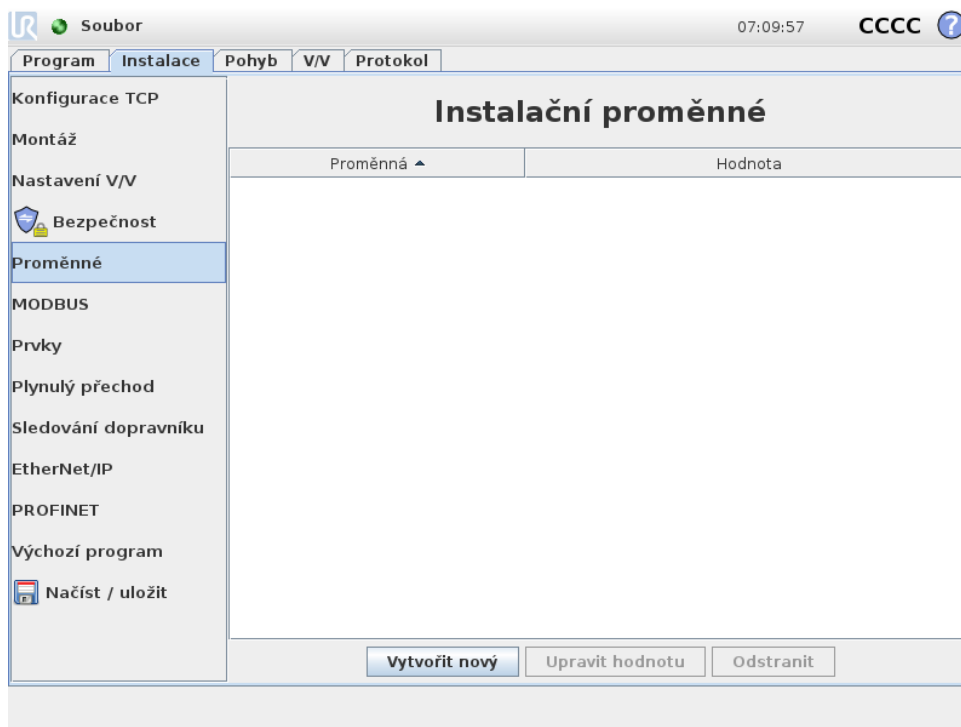 UR Soubor 07:09:57 CCCC ?
Program Instalace Pohyb V/V Protokol
Konfigurace TCP
Montáž
Nastavení V/V
Bezpečnost
Proměnné
MODBUS
Prvky
Plynulý přechod
Sledování dopravníku
EtherNet/IP
PROFINET
Výchozí program
Načíst / uložit
Instalační proměnné
Proměnná Hodnota
Vytvořit nový Upravit hodnotu Odstranit